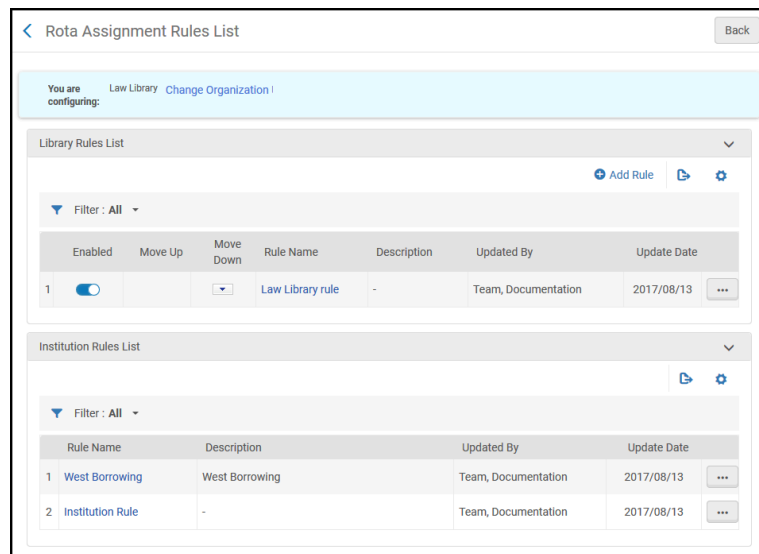 Rota Assignment Rules List
Back
You are configuring: Law Library Change Organization
Library Rules List
Add Rule
Filter : All
Enabled Move Up Move Down Rule Name Description Updated By Update Date
1 Law Library rule - Team, Documentation 2017/08/13 ...
Institution Rules List
Filter : All
Rule Name Description Updated By Update Date
1 West Borrowing West Borrowing Team, Documentation 2017/08/13 ...
2 Institution Rule - Team, Documentation 2017/08/13 ...